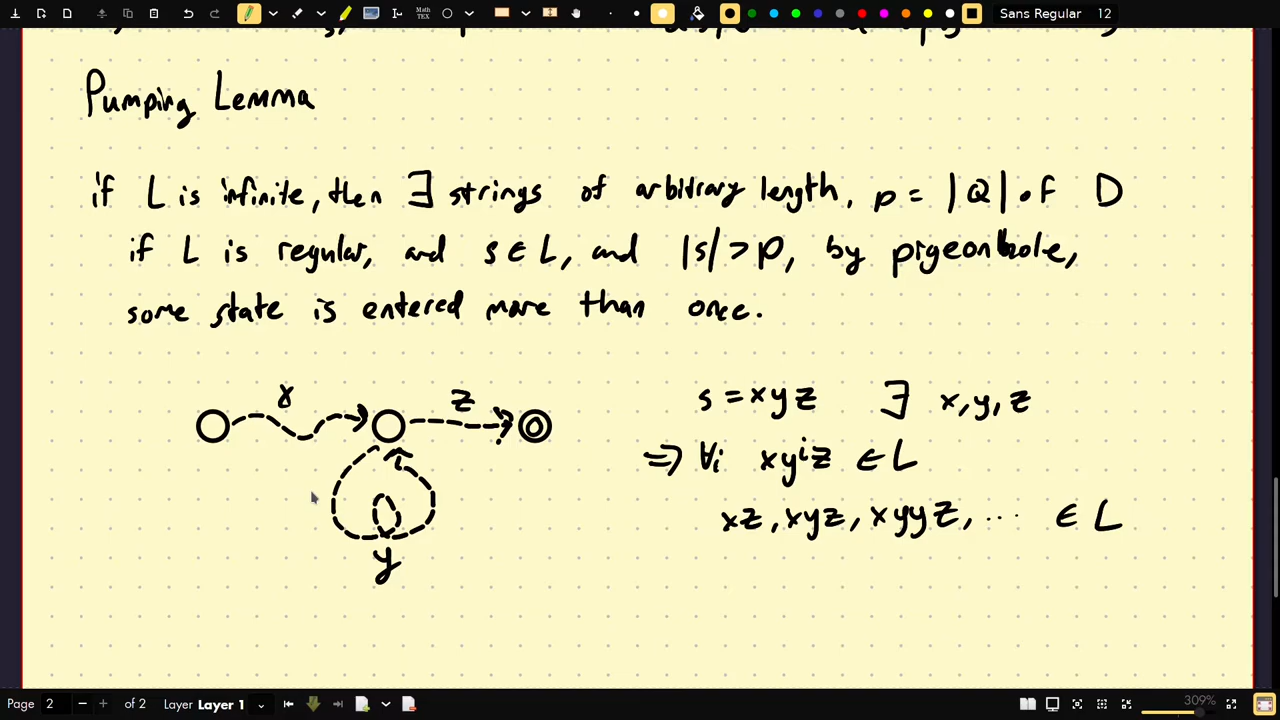 Sans Regular 12
Pumping Lemma
if L is infinite, then ∃ strings of arbitrary length, p = |Q| of D
if L is regular, and s ∈ L, and |s| > p, by pigeonhole,
some state is entered more than once.
x
z
y
s = xyz ∃ x, y, z
=> ∀i xyⁱz ∈ L
xz, xyz, xyyz, ... ∈ L
Page 2 of 2 Layer Layer 1 309%